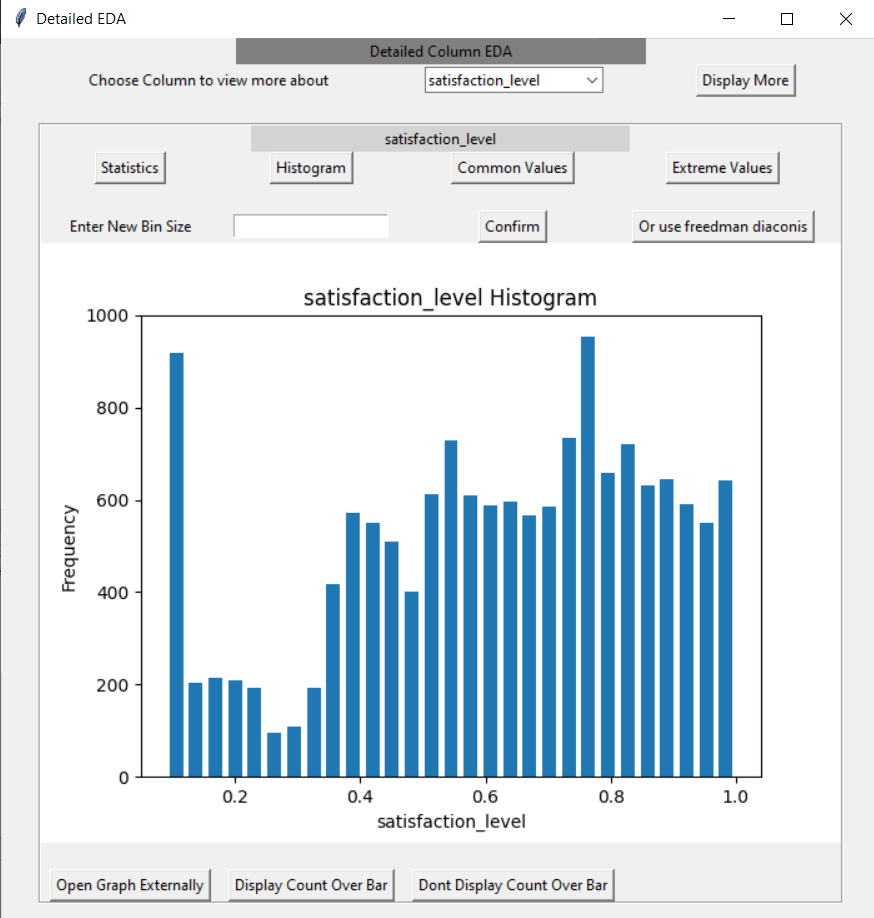 Detailed EDA
Detailed Column EDA
Choose Column to view more about satisfaction_level Display More
satisfaction_level
Statistics Histogram Common Values Extreme Values
Enter New Bin Size Confirm Or use freedman diaconis
satisfaction_level Histogram
1000
800
600
400
200
0
Frequency
0.2 0.4 0.6 0.8 1.0
satisfaction_level
Open Graph Externally Display Count Over Bar Dont Display Count Over Bar